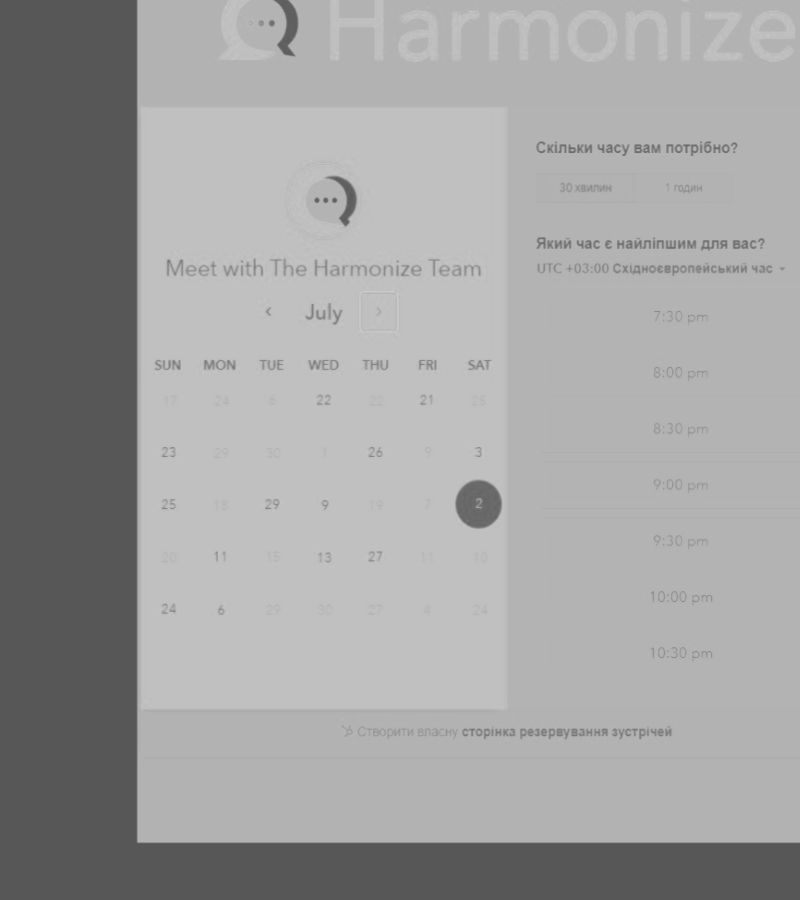 Harmonize
Meet with The Harmonize Team
July
SUN MON TUE WED THU FRI SAT
17 24 6 22 22 21 25
23 29 30 1 26 9 3
25 18 29 9 19 7 2
20 11 15 13 27 11 10
24 6 29 30 27 4 24
Скільки часу вам потрібно?
30 хвилин 1 годин
Який час є найліпшим для вас?
UTC +03:00 Східноєвропейський час
7:30 pm
8:00 pm
8:30 pm
9:00 pm
9:30 pm
10:00 pm
10:30 pm
Створити власну сторінка резервування зустрічей